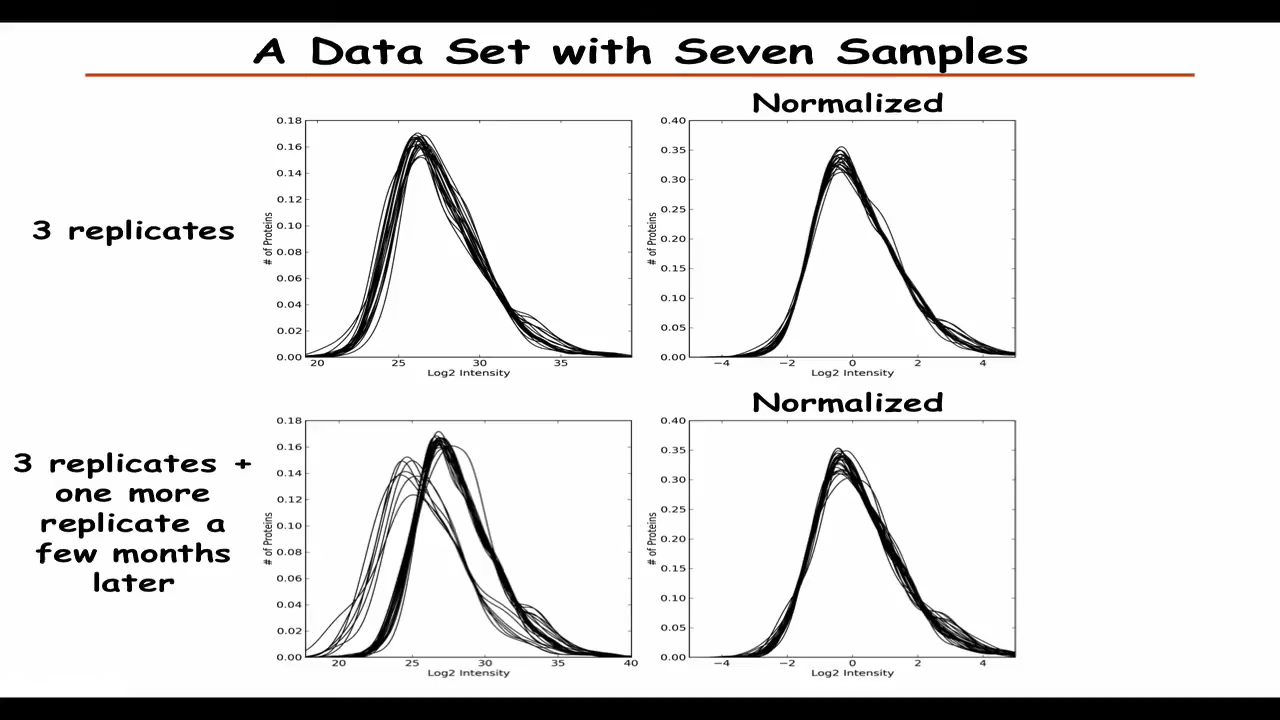 A Data Set with Seven Samples
3 replicates
0.18
0.16
0.14
0.12
0.10
0.08
0.06
0.04
0.02
0.00
# of Proteins
20 25 30 35
Log2 Intensity
Normalized
0.40
0.35
0.30
0.25
0.20
0.15
0.10
0.05
0.00
# of Proteins
−4 −2 0 2 4
Log2 Intensity
3 replicates +
one more
replicate a
few months
later
0.18
0.16
0.14
0.12
0.10
0.08
0.06
0.04
0.02
0.00
# of Proteins
20 25 30 35 40
Log2 Intensity
Normalized
0.40
0.35
0.30
0.25
0.20
0.15
0.10
0.05
0.00
# of Proteins
−4 −2 0 2 4
Log2 Intensity